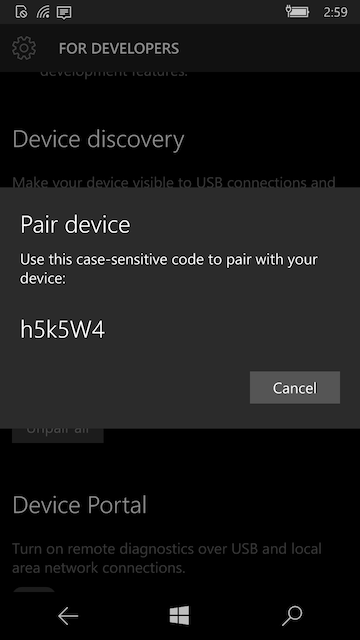 2:59
FOR DEVELOPERS
development features.
Device discovery
Make your device visible to USB connections and
Pair device
Use this case-sensitive code to pair with your
device:
h5k5W4
Cancel
Unpair all
Device Portal
Turn on remote diagnostics over USB and local
area network connections.